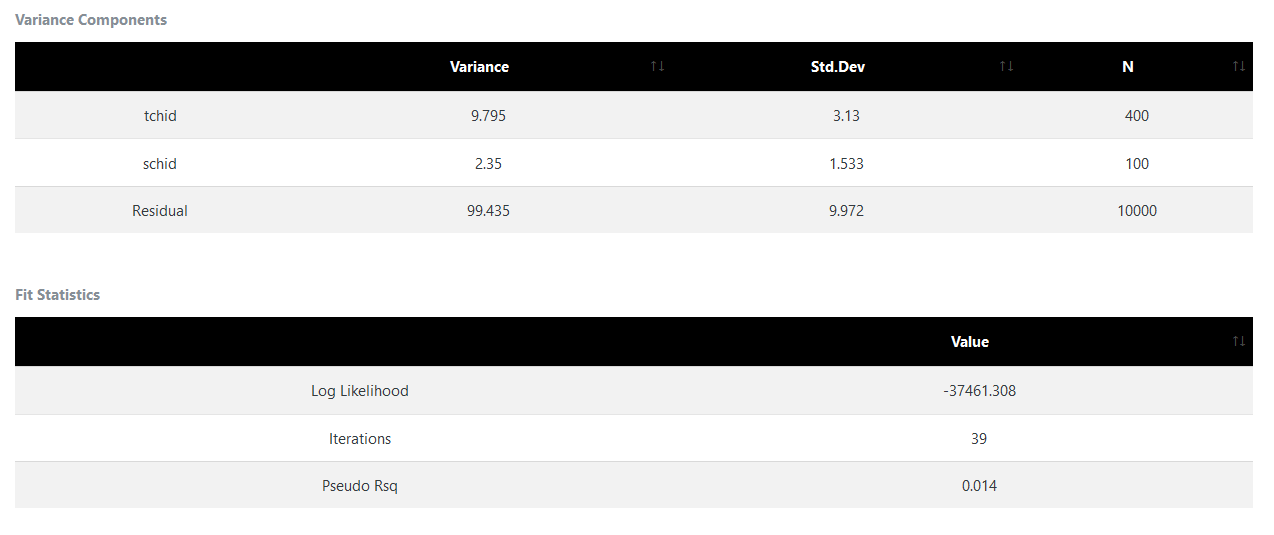 Variance Components
Variance ↑↓ Std.Dev ↑↓ N ↑↓
tchid 9.795 3.13 400
schid 2.35 1.533 100
Residual 99.435 9.972 10000
Fit Statistics
Value ↑↓
Log Likelihood -37461.308
Iterations 39
Pseudo Rsq 0.014